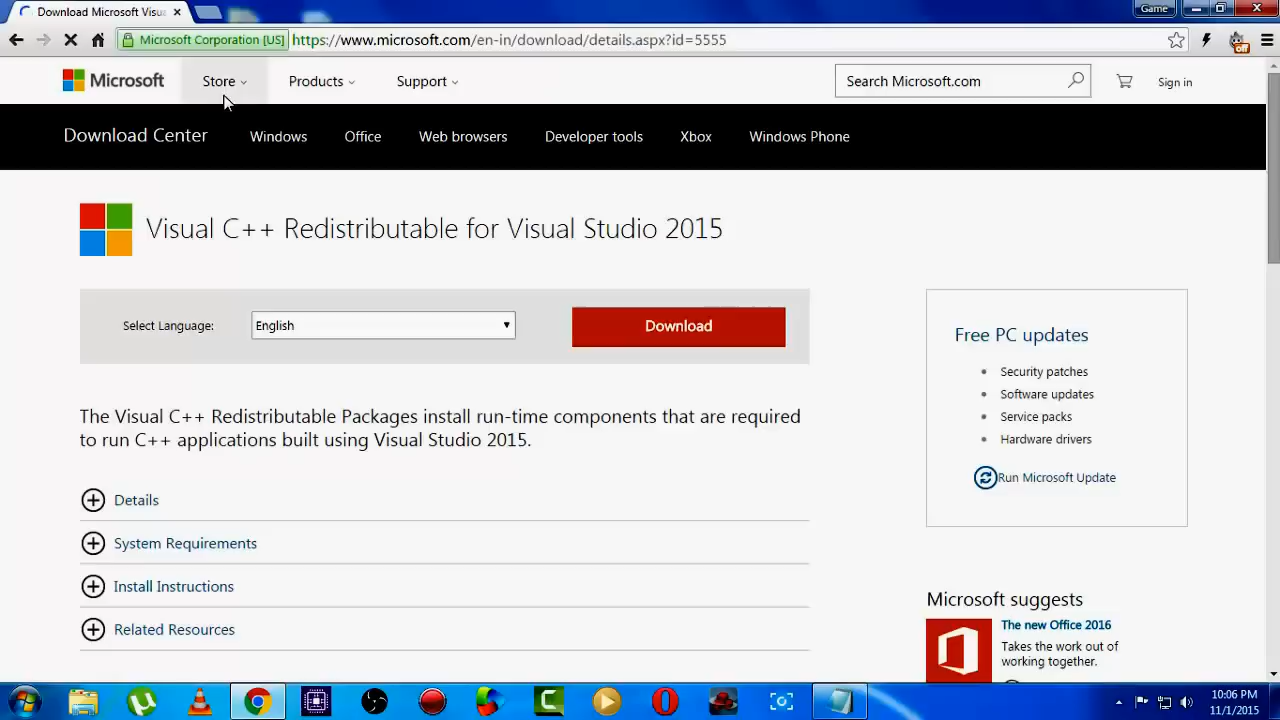 Download Microsoft Visu
Game
Microsoft Corporation [US]
https://www.microsoft.com/en-in/download/details.aspx?id=5555
off
Microsoft
Store
Products
Support
Search Microsoft.com
Sign in
Download Center
Windows
Office
Web browsers
Developer tools
Xbox
Windows Phone
Visual C++ Redistributable for Visual Studio 2015
Select Language:
English
Download
The Visual C++ Redistributable Packages install run-time components that are required
to run C++ applications built using Visual Studio 2015.
Details
System Requirements
Install Instructions
Related Resources
Free PC updates
Security patches
Software updates
Service packs
Hardware drivers
Run Microsoft Update
Microsoft suggests
The new Office 2016
Takes the work out of
working together.
10:06 PM
11/1/2015